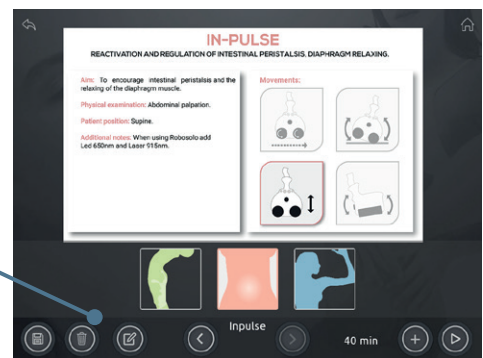 IN-PULSE
REACTIVATION AND REGULATION OF INTESTINAL PERISTALSIS, DIAPHRAGM RELAXING.
Aim: To encourage intestinal peristalsis and the
relaxing of the diaphragm muscle.
Physical examination: Abdominal palpation.
Patient position: Supine.
Additional notes: When using Robosolo add
Led 650nm and Laser 915nm.
Movements:
Inpulse
40 min